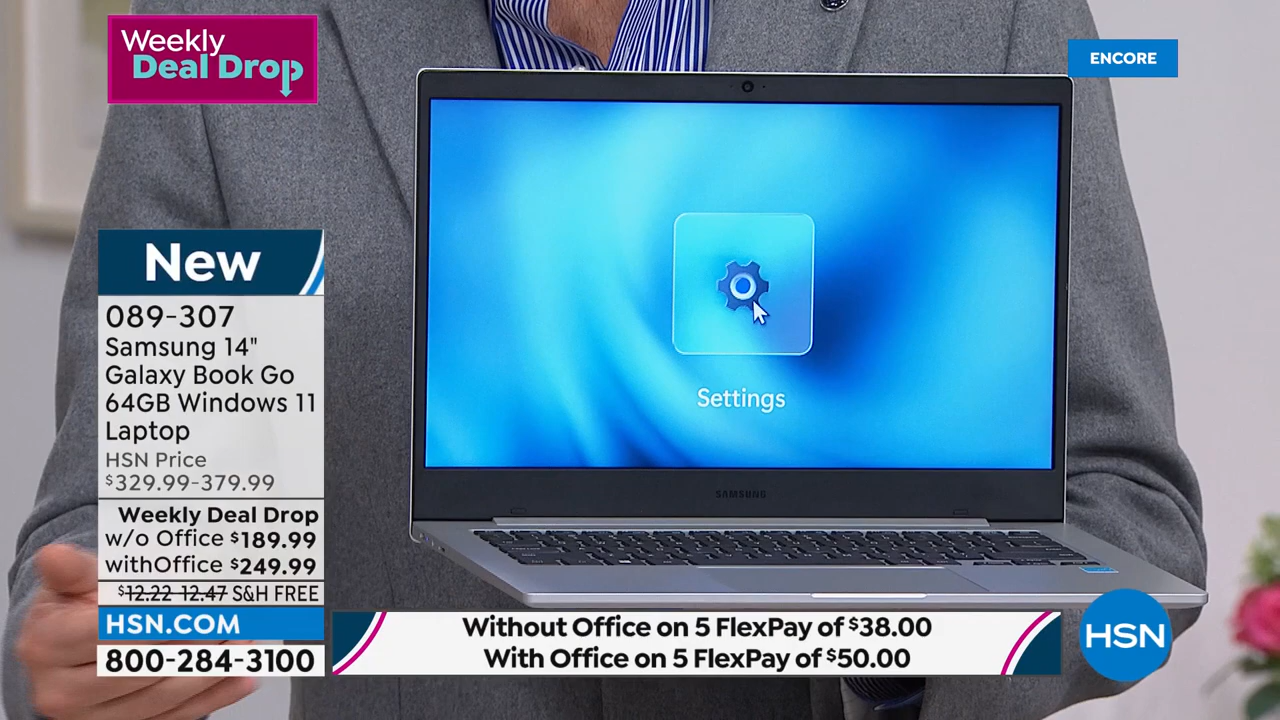 Weekly
Deal Drop
ENCORE
New
089-307
Samsung 14"
Galaxy Book Go
64GB Windows 11
Laptop
HSN Price
$329.99-379.99
Weekly Deal Drop
w/o Office $189.99
withOffice $249.99
$12.22 12.47 S&H FREE
HSN.COM
800-284-3100
Settings
SAMSUNG
Without Office on 5 FlexPay of $38.00
With Office on 5 FlexPay of $50.00
HSN